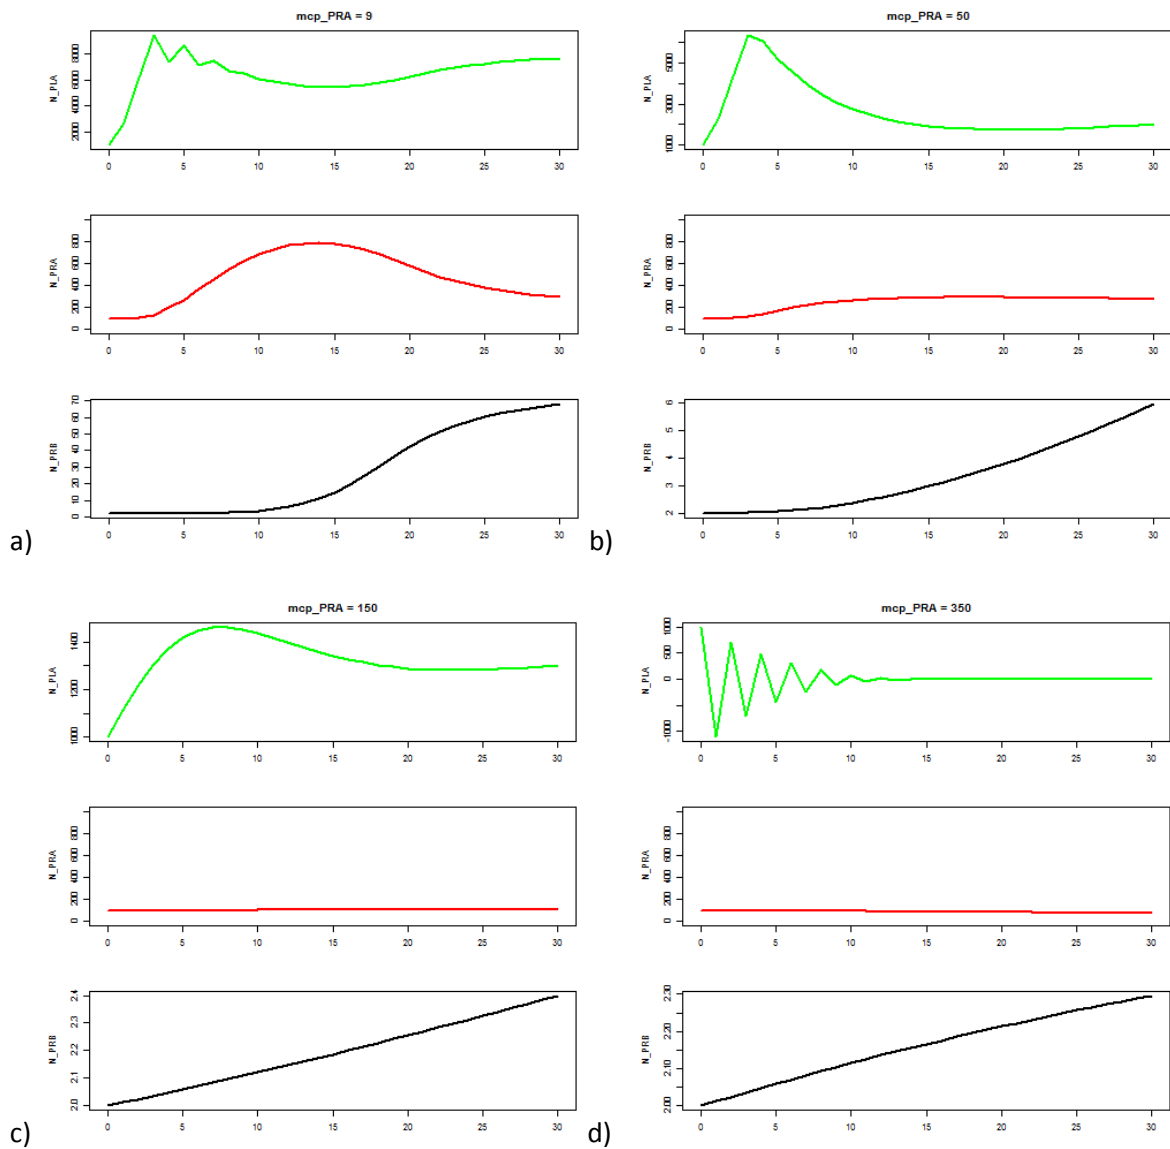 mcp_PRA = 9
N_PLA
2000 4000 6000 8000
0 5 10 15 20 25 30
N_PRA
0 200 400 600 800
0 5 10 15 20 25 30
N_PRB
0 10 20 30 40 50 60 70
0 5 10 15 20 25 30
a)
mcp_PRA = 50
N_PLA
1000 3000 5000
0 5 10 15 20 25 30
N_PRA
0 200 400 600 800
0 5 10 15 20 25 30
N_PRB
2 3 4 5 6
0 5 10 15 20 25 30
b)
mcp_PRA = 150
N_PLA
1000 1200 1400
0 5 10 15 20 25 30
N_PRA
0 200 400 600 800
0 5 10 15 20 25 30
N_PRB
2.0 2.1 2.2 2.3 2.4
0 5 10 15 20 25 30
c)
mcp_PRA = 350
N_PLA
-1000 0 500 1000
0 5 10 15 20 25 30
N_PRA
0 200 400 600 800
0 5 10 15 20 25 30
N_PRB
2.00 2.10 2.20 2.30
0 5 10 15 20 25 30
d)